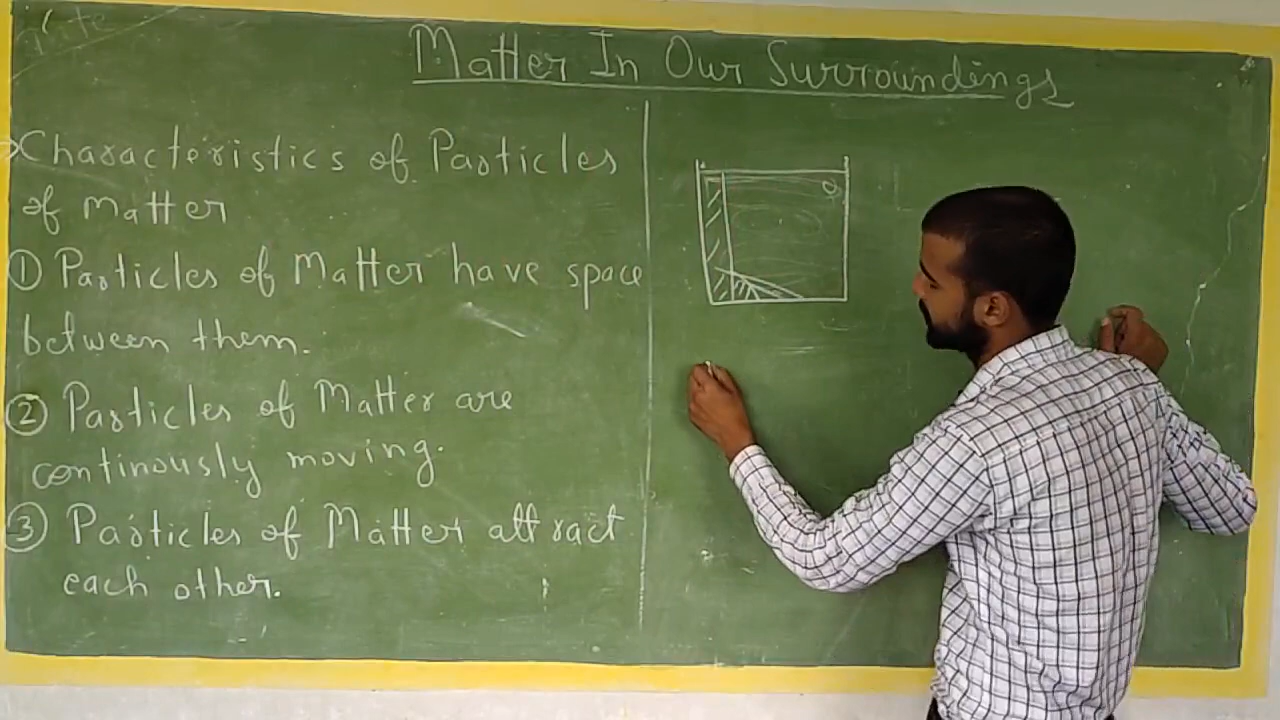 Matter In Our Surroundings
Characteristics of Particles
of Matter
① Particles of Matter have space
between them.
② Particles of Matter are
continously moving.
③ Particles of Matter attract
each other.